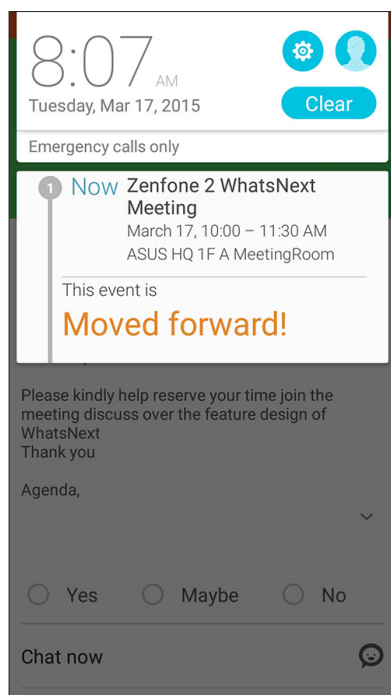 8:07 AM
Tuesday, Mar 17, 2015
Clear
Emergency calls only
1 Now Zenfone 2 WhatsNext
Meeting
March 17, 10:00 – 11:30 AM
ASUS HQ 1F A MeetingRoom
This event is
Moved forward!
Please kindly help reserve your time join the
meeting discuss over the feature design of
WhatsNext
Thank you
Agenda,
Yes Maybe No
Chat now